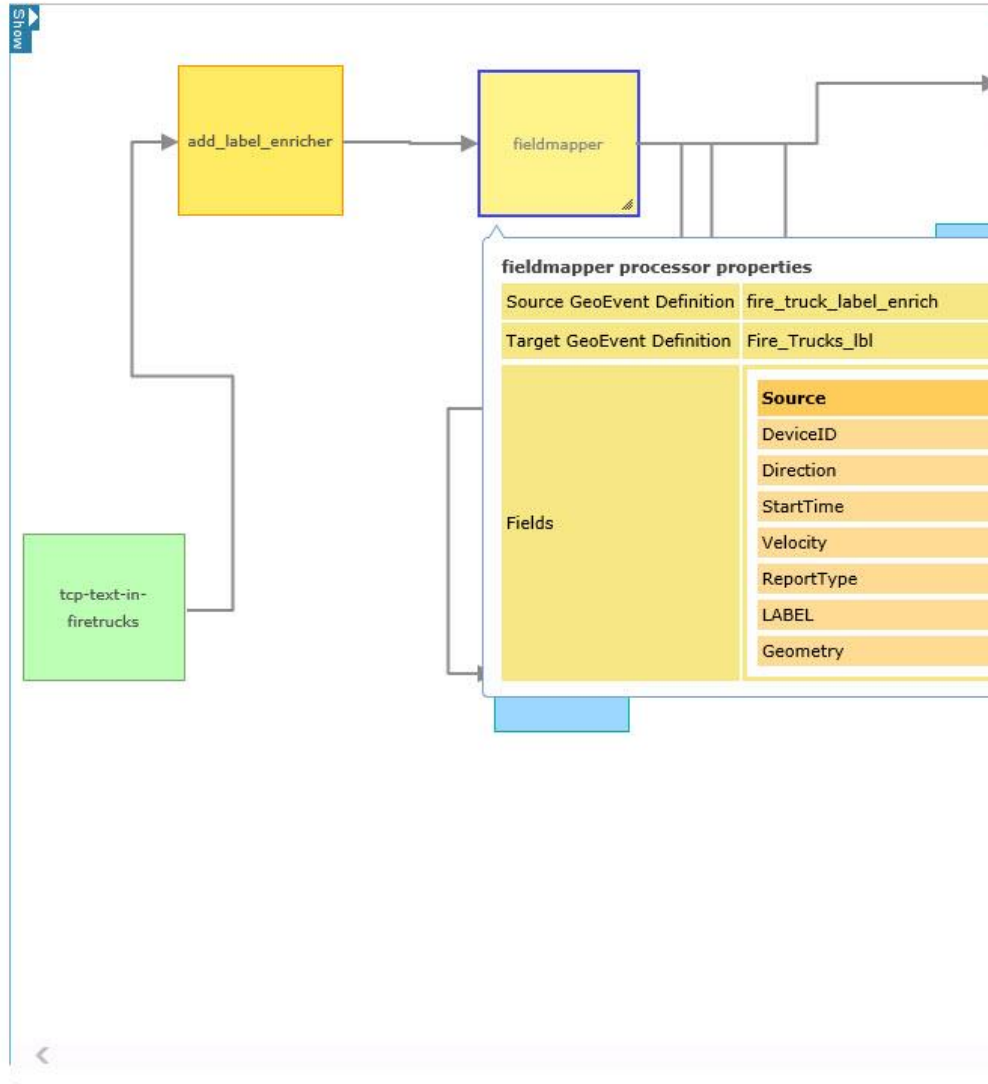 Show
add_label_enricher
fieldmapper
fieldmapper processor properties
Source GeoEvent Definition fire_truck_label_enrich
Target GeoEvent Definition Fire_Trucks_lbl
Fields
Source
DeviceID
Direction
StartTime
Velocity
ReportType
LABEL
Geometry
tcp-text-in-
firetrucks